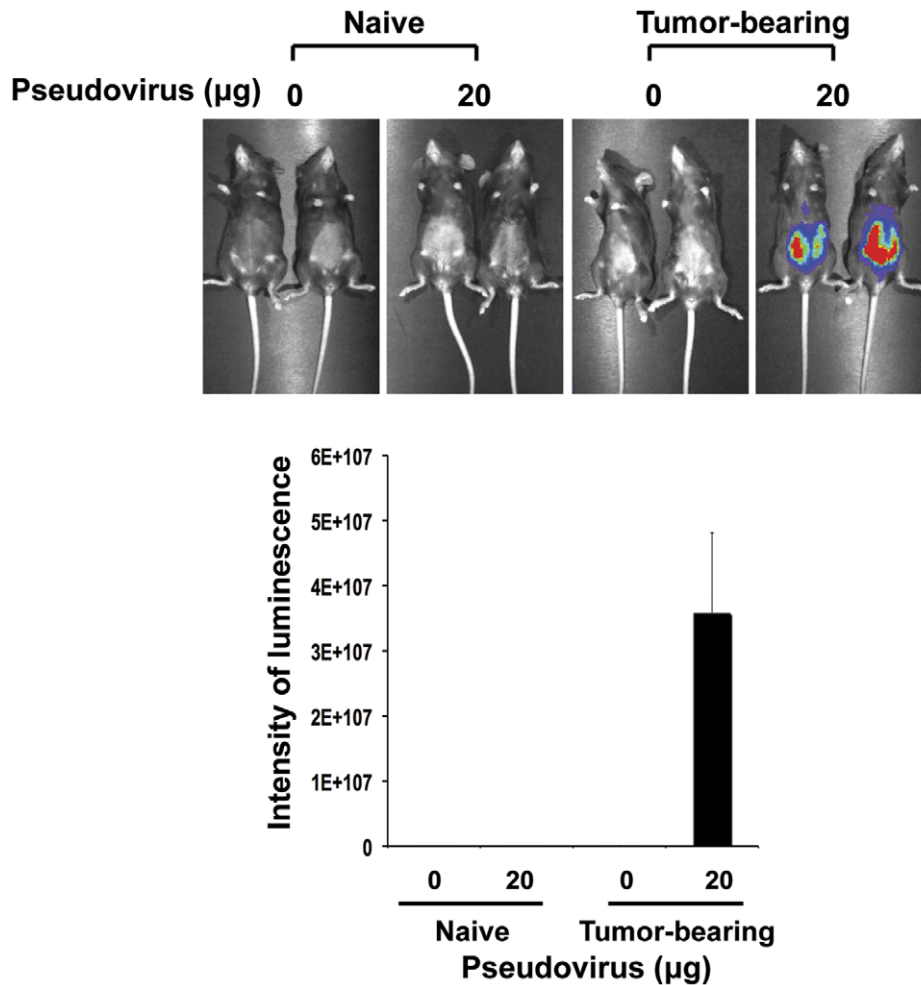 Naive Tumor-bearing
Pseudovirus (µg) 0 20 0 20
Intensity of luminescence
6E+107
5E+107
4E+107
3E+107
2E+107
1E+107
0
0 20 0 20
Naive Tumor-bearing
Pseudovirus (µg)